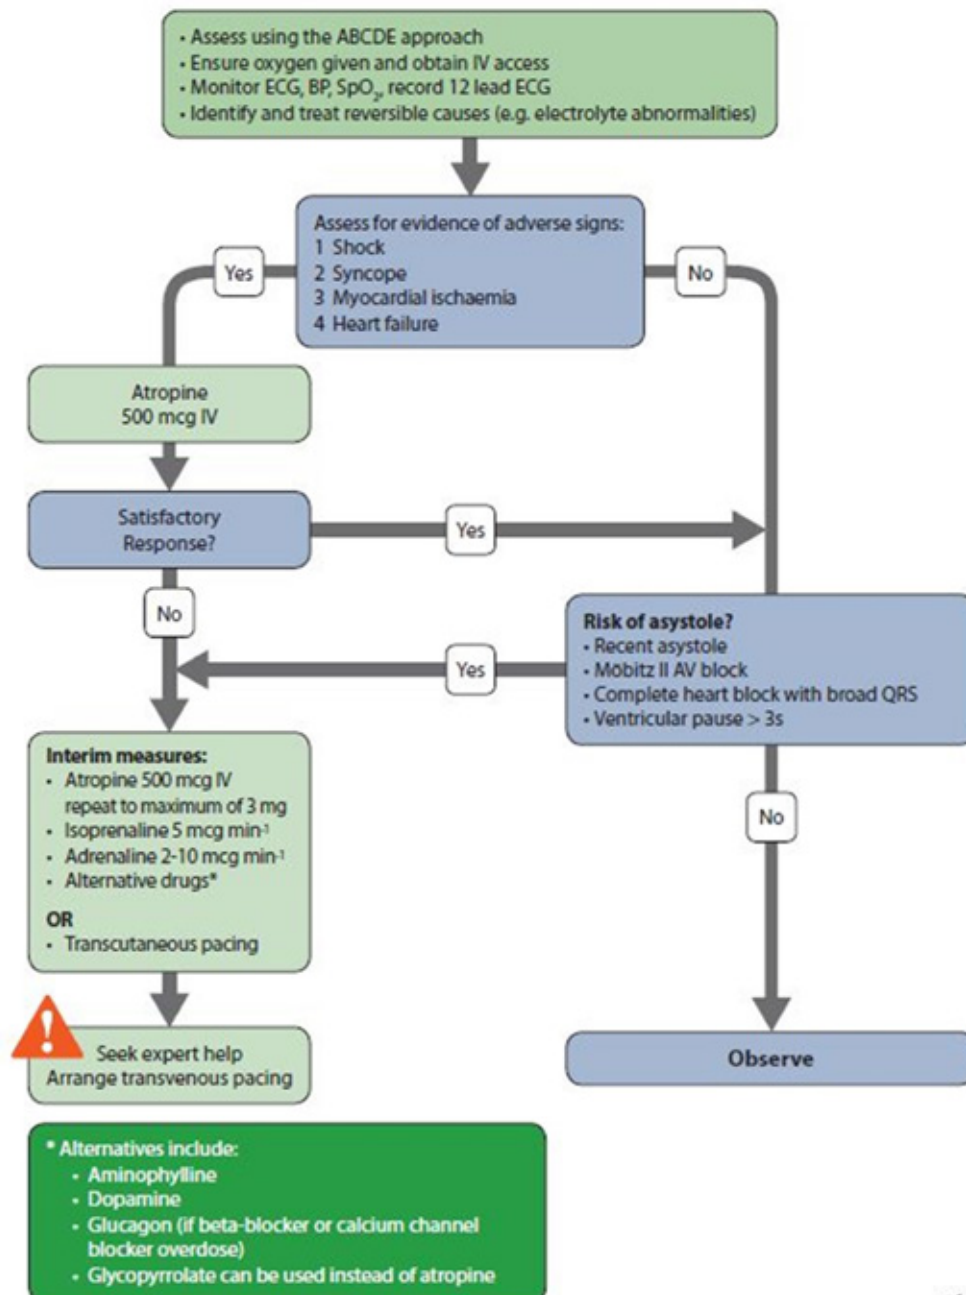 • Assess using the ABCDE approach
• Ensure oxygen given and obtain IV access
• Monitor ECG, BP, SpO₂, record 12 lead ECG
• Identify and treat reversible causes (e.g. electrolyte abnormalities)
Assess for evidence of adverse signs:
1 Shock
2 Syncope
3 Myocardial ischaemia
4 Heart failure
Yes
No
Atropine
500 mcg IV
Satisfactory
Response?
Yes
No
Risk of asystole?
• Recent asystole
• Mobitz II AV block
• Complete heart block with broad QRS
• Ventricular pause > 3s
Yes
No
Interim measures:
• Atropine 500 mcg IV
repeat to maximum of 3 mg
• Isoprenaline 5 mcg min⁻¹
• Adrenaline 2-10 mcg min⁻¹
• Alternative drugs*
OR
• Transcutaneous pacing
!
Seek expert help
Arrange transvenous pacing
Observe
* Alternatives include:
• Aminophylline
• Dopamine
• Glucagon (if beta-blocker or calcium channel
blocker overdose)
• Glycopyrrolate can be used instead of atropine